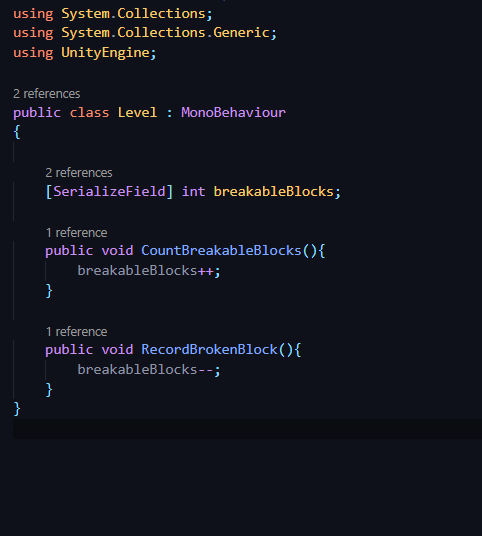 using System.Collections;
using System.Collections.Generic;
using UnityEngine;
2 references
public class Level : MonoBehaviour
{
2 references
[SerializeField] int breakableBlocks;
1 reference
public void CountBreakableBlocks(){
breakableBlocks++;
}
1 reference
public void RecordBrokenBlock(){
breakableBlocks--;
}
}